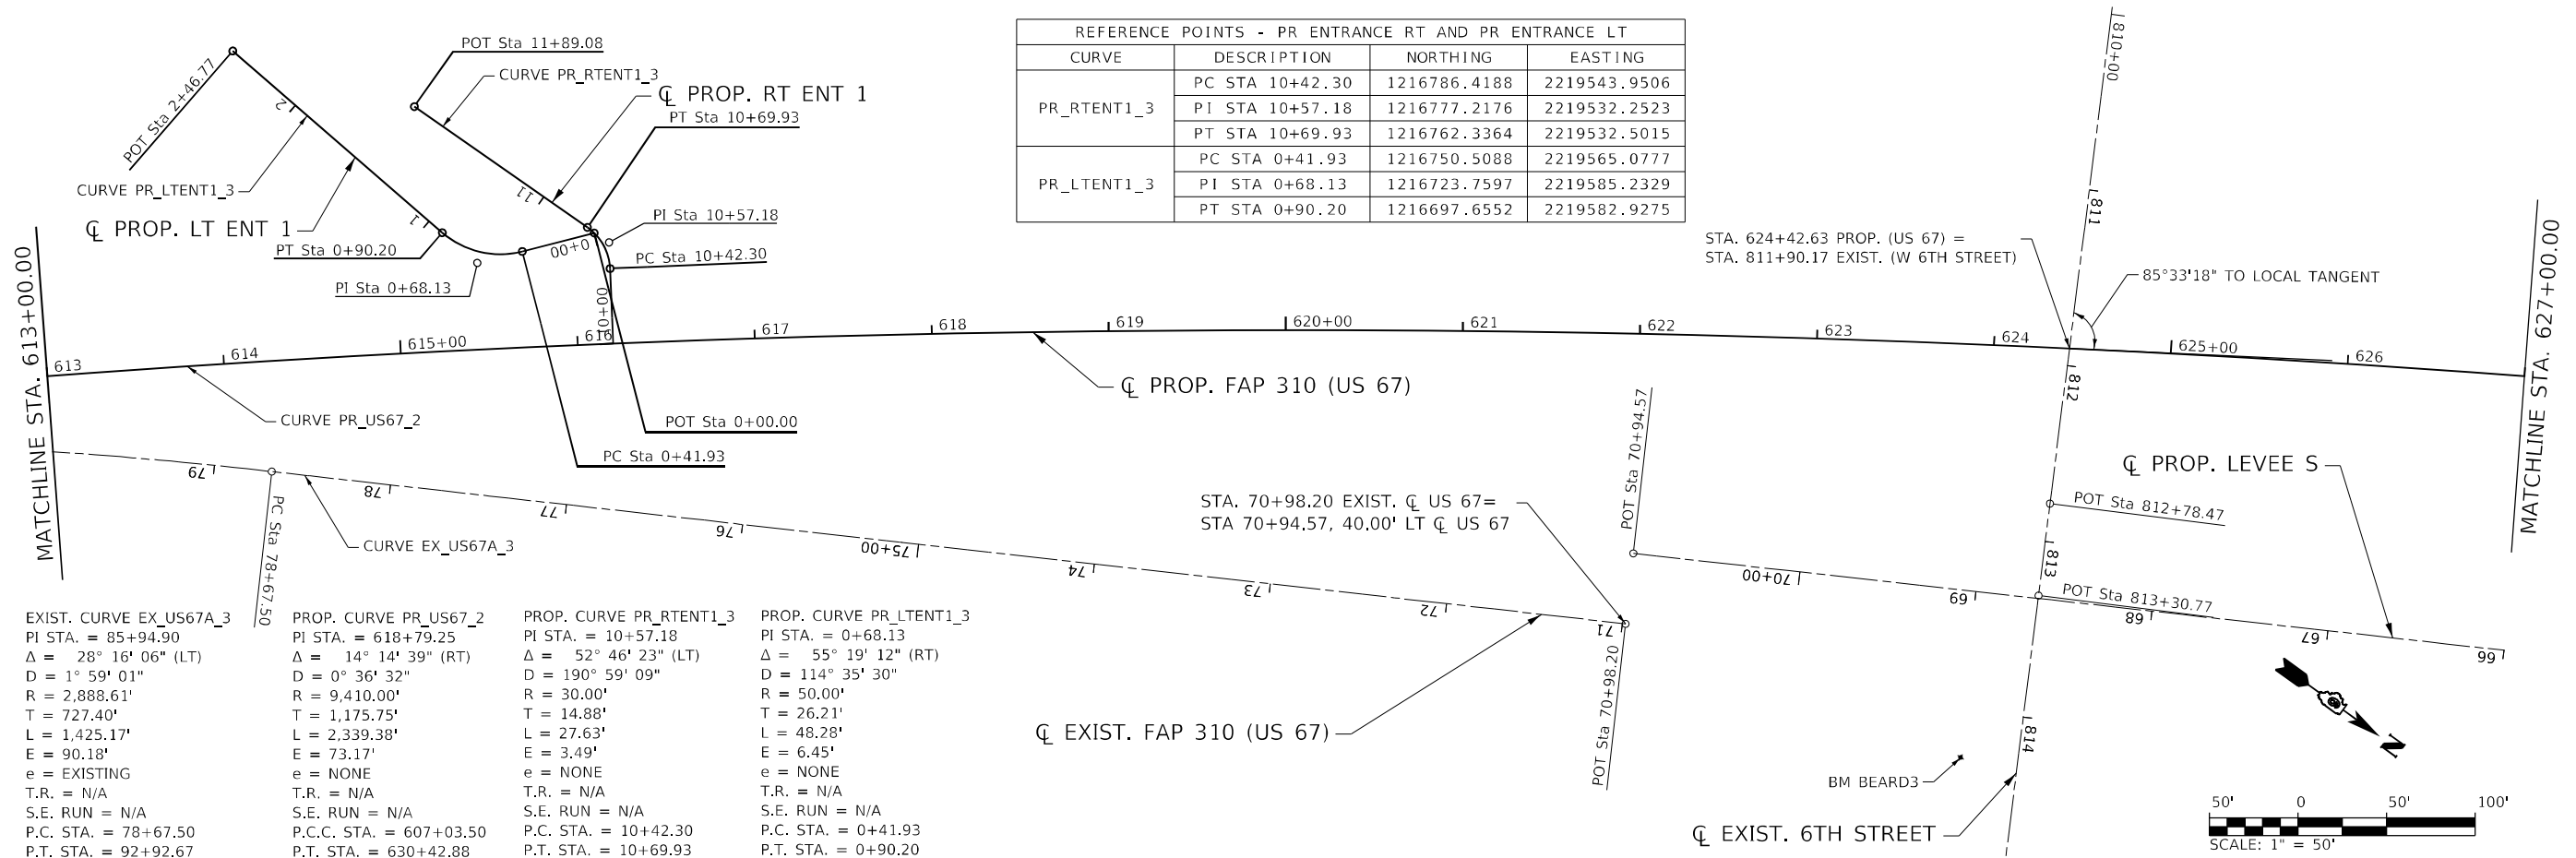 REFERENCE POINTS - PR ENTRANCE RT AND PR ENTRANCE LT
CURVE DESCRIPTION NORTHING EASTING
PR_RTENT1_3
PC STA 10+42.30 1216786.4188 2219543.9506
PI STA 10+57.18 1216777.2176 2219532.2523
PT STA 10+69.93 1216762.3364 2219532.5015
PR_LTENT1_3
PC STA 0+41.93 1216750.5088 2219565.0777
PI STA 0+68.13 1216723.7597 2219585.2329
PT STA 0+90.20 1216697.6552 2219582.9275
POT Sta 2+46.77
POT Sta 11+89.08
CURVE PR_RTENT1_3
℄ PROP. RT ENT 1
PT Sta 10+69.93
2
11
1
CURVE PR_LTENT1_3
℄ PROP. LT ENT 1
PT Sta 0+90.20
PI Sta 0+68.13
PI Sta 10+57.18
PC Sta 10+42.30
0+00
10+00
MATCHLINE STA. 613+00.00
613
614
615+00
616
617
618
619
620+00
621
622
623
624
625+00
626
MATCHLINE STA. 627+00.00
810+00
811
812
813
814
STA. 624+42.63 PROP. (US 67) =
STA. 811+90.17 EXIST. (W 6TH STREET)
85°33'18" TO LOCAL TANGENT
CURVE PR_US67_2
℄ PROP. FAP 310 (US 67)
POT Sta 0+00.00
PC Sta 0+41.93
POT Sta 70+94.57
℄ PROP. LEVEE S
POT Sta 812+78.47
POT Sta 813+30.77
79
78
77
76
75+00
74
73
72
71
70+00
69
68
67
66
PC Sta 78+67.50
CURVE EX_US67A_3
STA. 70+98.20 EXIST. ℄ US 67=
STA 70+94.57, 40.00' LT ℄ US 67
POT Sta 70+98.20
℄ EXIST. FAP 310 (US 67)
BM BEARD3
℄ EXIST. 6TH STREET
N
50' 0 50' 100'
SCALE: 1" = 50'
EXIST. CURVE EX_US67A_3
PI STA. = 85+94.90
Δ = 28° 16' 06" (LT)
D = 1° 59' 01"
R = 2,888.61'
T = 727.40'
L = 1,425.17'
E = 90.18'
e = EXISTING
T.R. = N/A
S.E. RUN = N/A
P.C. STA. = 78+67.50
P.T. STA. = 92+92.67
PROP. CURVE PR_US67_2
PI STA. = 618+79.25
Δ = 14° 14' 39" (RT)
D = 0° 36' 32"
R = 9,410.00'
T = 1,175.75'
L = 2,339.38'
E = 73.17'
e = NONE
T.R. = N/A
S.E. RUN = N/A
P.C.C. STA. = 607+03.50
P.T. STA. = 630+42.88
PROP. CURVE PR_RTENT1_3
PI STA. = 10+57.18
Δ = 52° 46' 23" (LT)
D = 190° 59' 09"
R = 30.00'
T = 14.88'
L = 27.63'
E = 3.49'
e = NONE
T.R. = N/A
S.E. RUN = N/A
P.C. STA. = 10+42.30
P.T. STA. = 10+69.93
PROP. CURVE PR_LTENT1_3
PI STA. = 0+68.13
Δ = 55° 19' 12" (RT)
D = 114° 35' 30"
R = 50.00'
T = 26.21'
L = 48.28'
E = 6.45'
e = NONE
T.R. = N/A
S.E. RUN = N/A
P.C. STA. = 0+41.93
P.T. STA. = 0+90.20